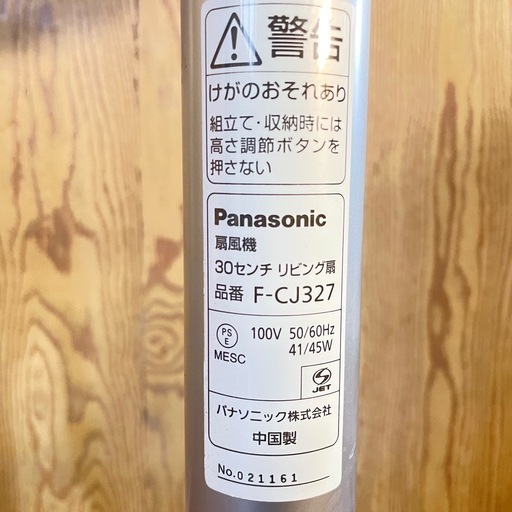 警告
けがのおそれあり
組立て・収納時には
高さ調節ボタンを
押さない
Panasonic
扇風機
30センチ リビング扇
品番 F-CJ327
PS
E
MESC
100V 50/60Hz
41/45W
JET
パナソニック株式会社
中国製
No.021161